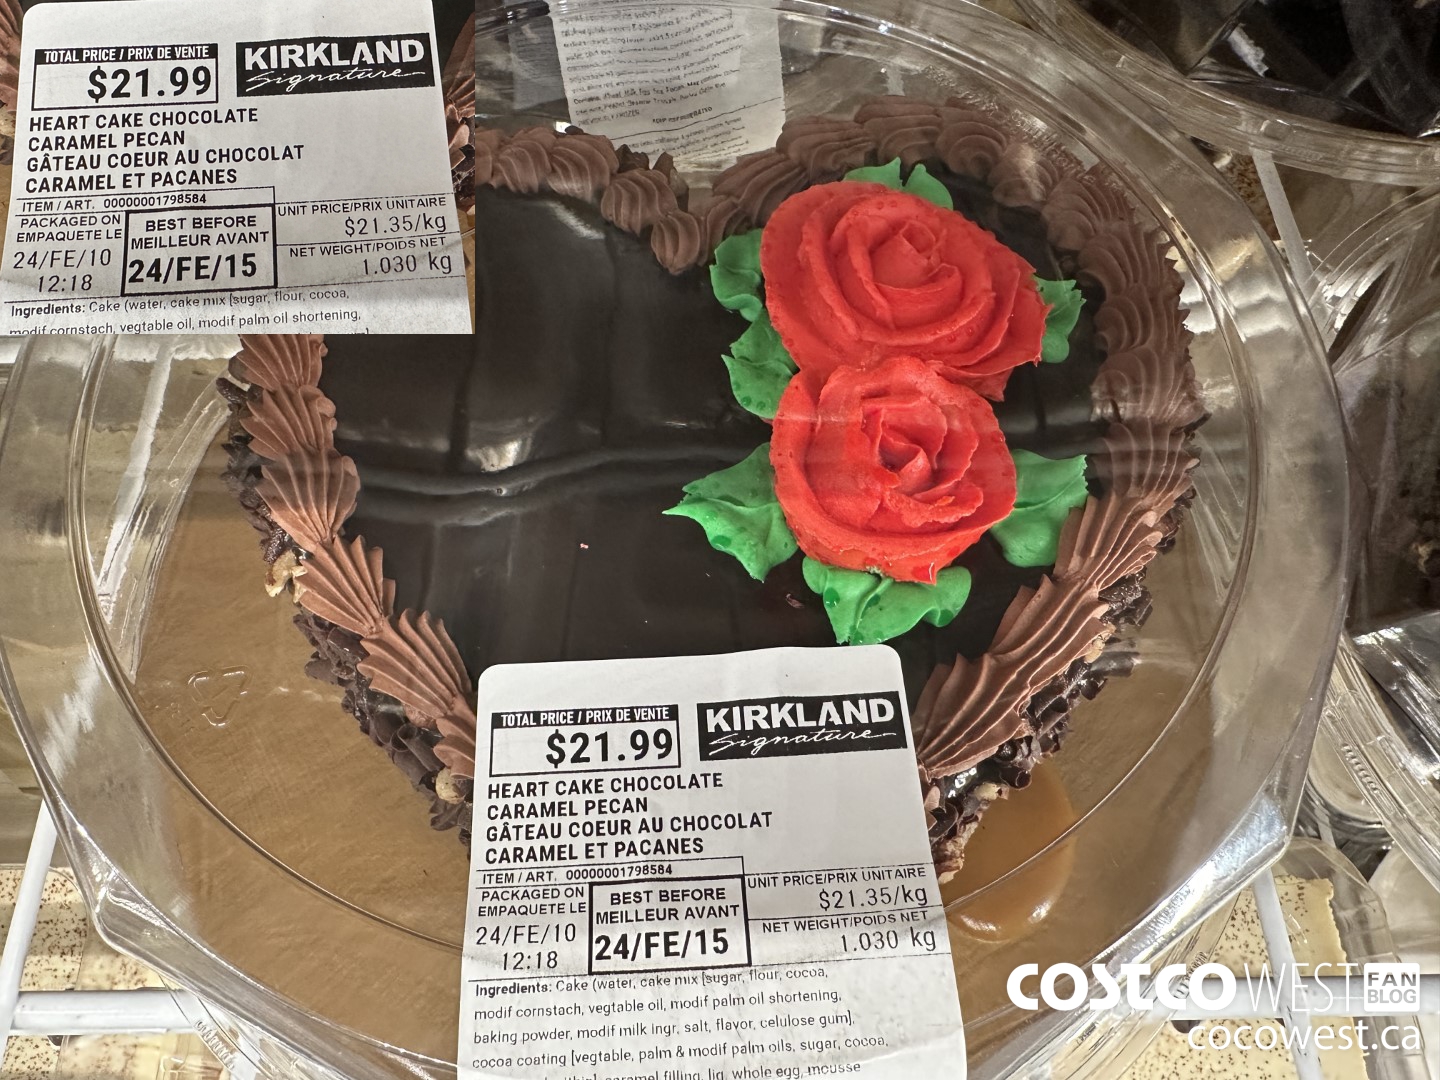 TOTAL PRICE / PRIX DE VENTE
$21.99
KIRKLAND
Signature
HEART CAKE CHOCOLATE
CARAMEL PECAN
GÂTEAU COEUR AU CHOCOLAT
CARAMEL ET PACANES
ITEM / ART. 00000001798584
PACKAGED ON
EMPAQUETE LE
24/FE/10
12:18
BEST BEFORE
MEILLEUR AVANT
24/FE/15
UNIT PRICE/PRIX UNITAIRE
$21.35/kg
NET WEIGHT/POIDS NET
1.030 kg
Ingredients: Cake (water, cake mix [sugar, flour, cocoa,
modif cornstach, vegtable oil, modif palm oil shortening,
KEEP REFRIGERATED
TOTAL PRICE / PRIX DE VENTE
$21.99
KIRKLAND
Signature
HEART CAKE CHOCOLATE
CARAMEL PECAN
GÂTEAU COEUR AU CHOCOLAT
CARAMEL ET PACANES
ITEM / ART. 00000001798584
PACKAGED ON
EMPAQUETE LE
24/FE/10
12:18
BEST BEFORE
MEILLEUR AVANT
24/FE/15
UNIT PRICE/PRIX UNITAIRE
$21.35/kg
NET WEIGHT/POIDS NET
1.030 kg
Ingredients: Cake (water, cake mix [sugar, flour, cocoa,
modif cornstach, vegtable oil, modif palm oil shortening,
baking powder, modif milk ingr, salt, flavor, celulose gum],
cocoa coating [vegtable, palm & modif palm oils, sugar, cocoa,
caramel filling, liq whole egg, mousse
COSTCO WEST FAN BLOG
cocowest.ca